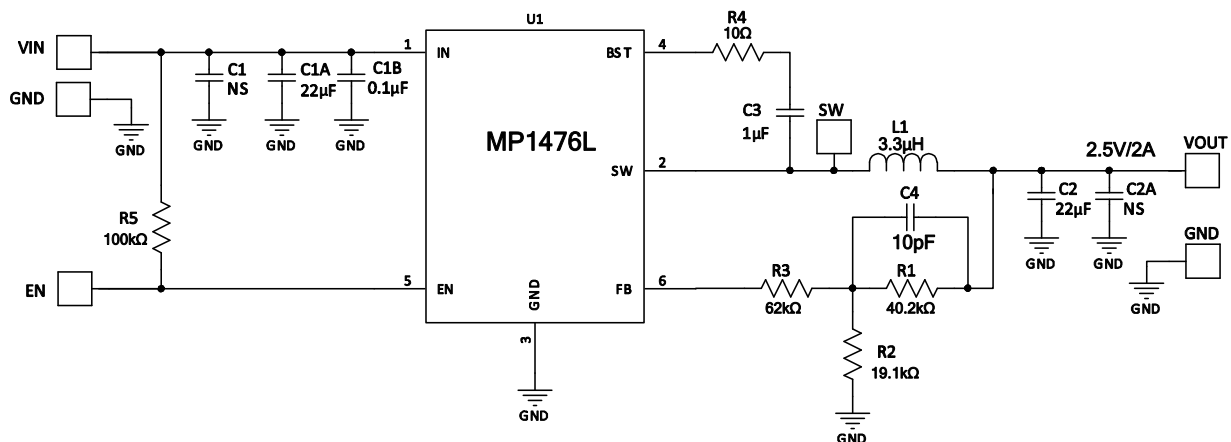 U1
R4
10Ω
VIN
1
IN
BST
4
C1
NS
C1A
22µF
C1B
0.1µF
GND
GND
GND
GND
GND
C3
1µF
SW
MP1476L
L1
3.3µH
2.5V/2A
VOUT
SW
2
C4
10pF
C2
22µF
C2A
NS
R5
100kΩ
GND
GND
GND
GND
R3
62kΩ
R1
40.2kΩ
EN
5
EN
GND
FB
6
3
R2
19.1kΩ
GND
GND